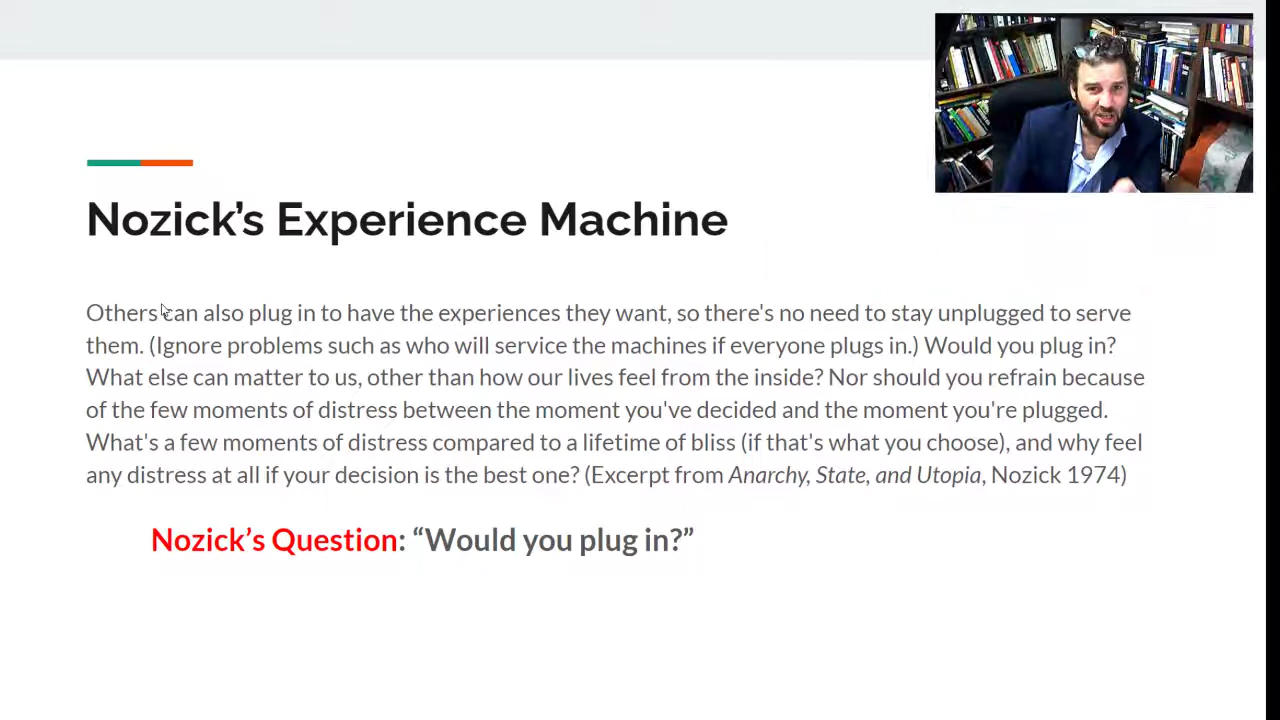 Nozick’s Experience Machine
Others can also plug in to have the experiences they want, so there's no need to stay unplugged to serve
them. (Ignore problems such as who will service the machines if everyone plugs in.) Would you plug in?
What else can matter to us, other than how our lives feel from the inside? Nor should you refrain because
of the few moments of distress between the moment you've decided and the moment you're plugged.
What's a few moments of distress compared to a lifetime of bliss (if that's what you choose), and why feel
any distress at all if your decision is the best one? (Excerpt from Anarchy, State, and Utopia, Nozick 1974)
Nozick’s Question: “Would you plug in?”